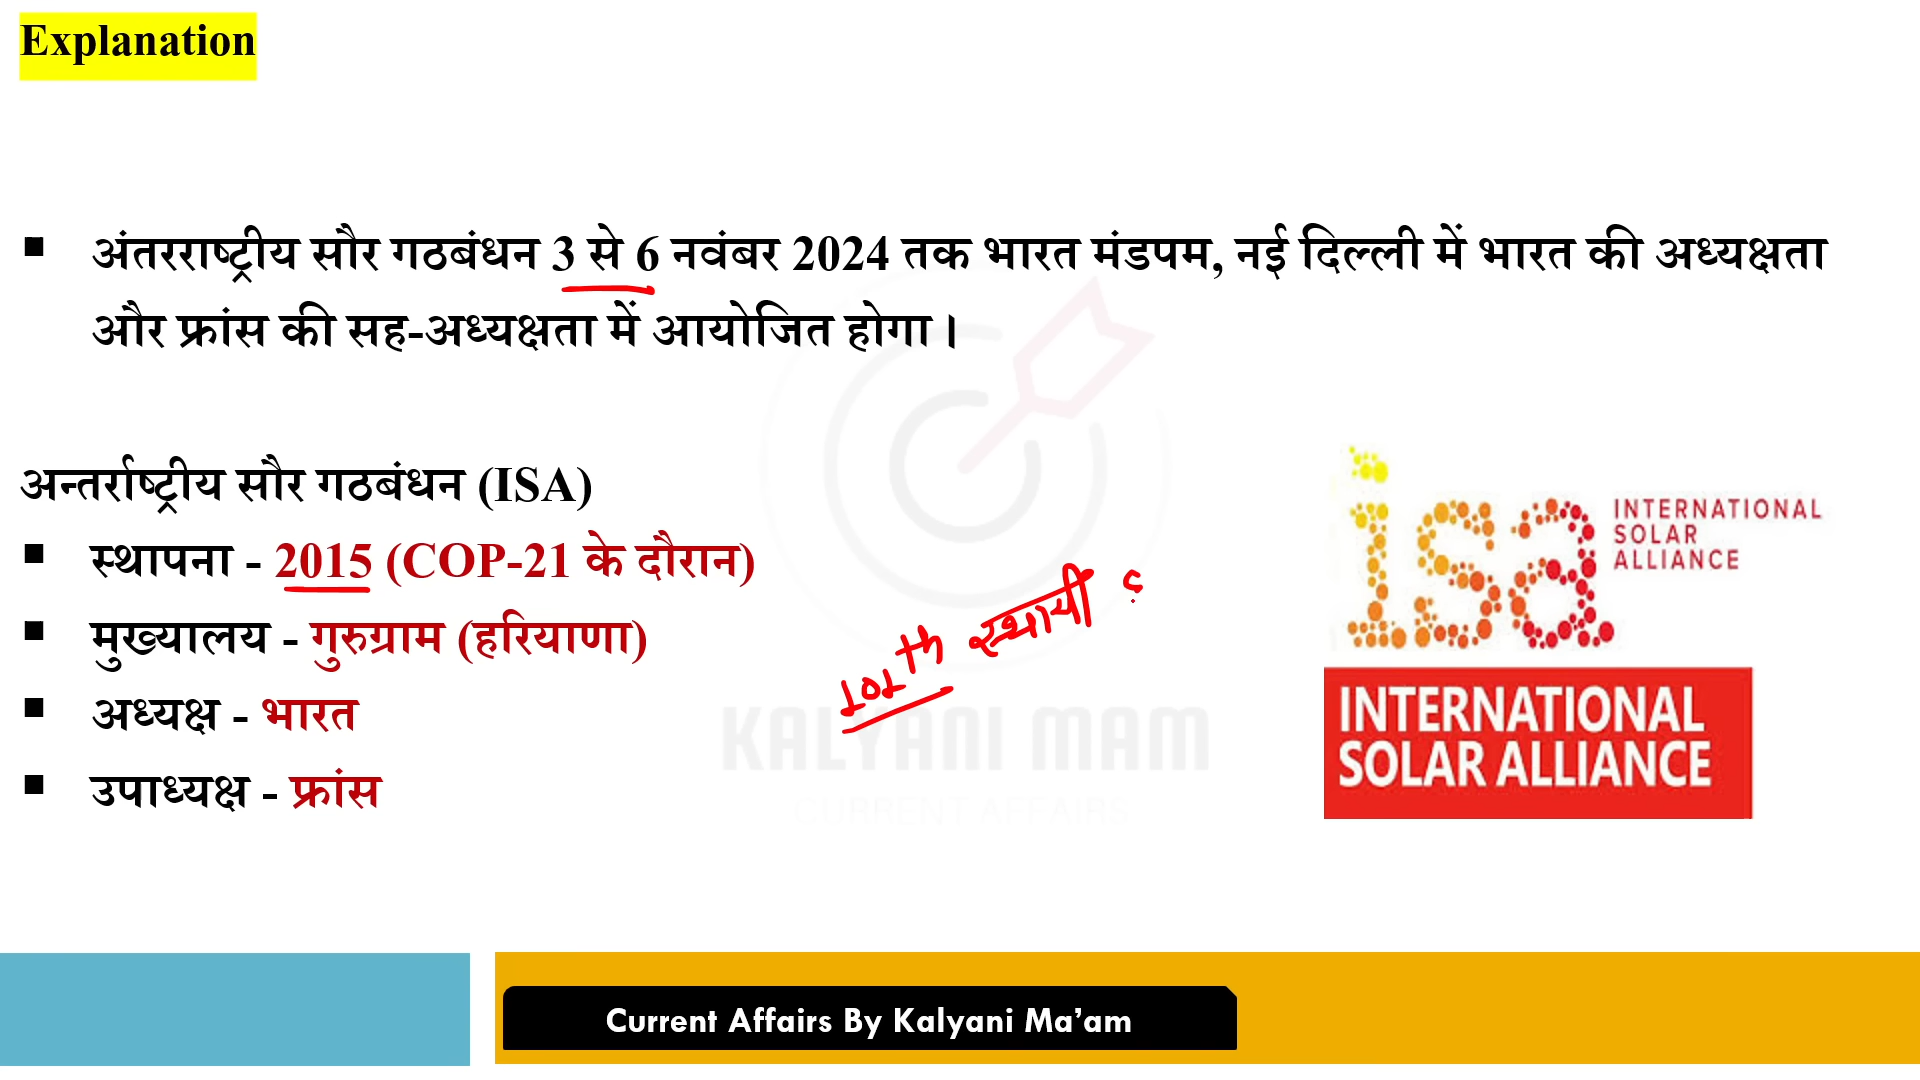 Explanation
अंतरराष्ट्रीय सौर गठबंधन 3 से 6 नवंबर 2024 तक भारत मंडपम, नई दिल्ली में भारत की अध्यक्षता
और फ्रांस की सह-अध्यक्षता में आयोजित होगा।
अन्तर्राष्ट्रीय सौर गठबंधन (ISA)
स्थापना - 2015 (COP-21 के दौरान)
मुख्यालय - गुरुग्राम (हरियाणा)
अध्यक्ष - भारत
उपाध्यक्ष - फ्रांस
स्थायी
isa INTERNATIONAL
SOLAR
ALLIANCE
INTERNATIONAL
SOLAR ALLIANCE
KALYANI MAM
CURRENT AFFAIRS
Current Affairs By Kalyani Ma’am